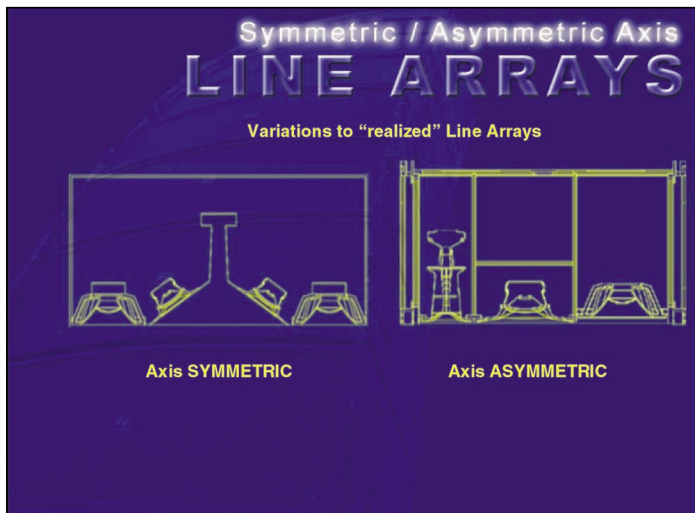 Symmetric / Asymmetric Axis
LINE ARRAYS
Variations to “realized” Line Arrays
Axis SYMMETRIC
Axis ASYMMETRIC